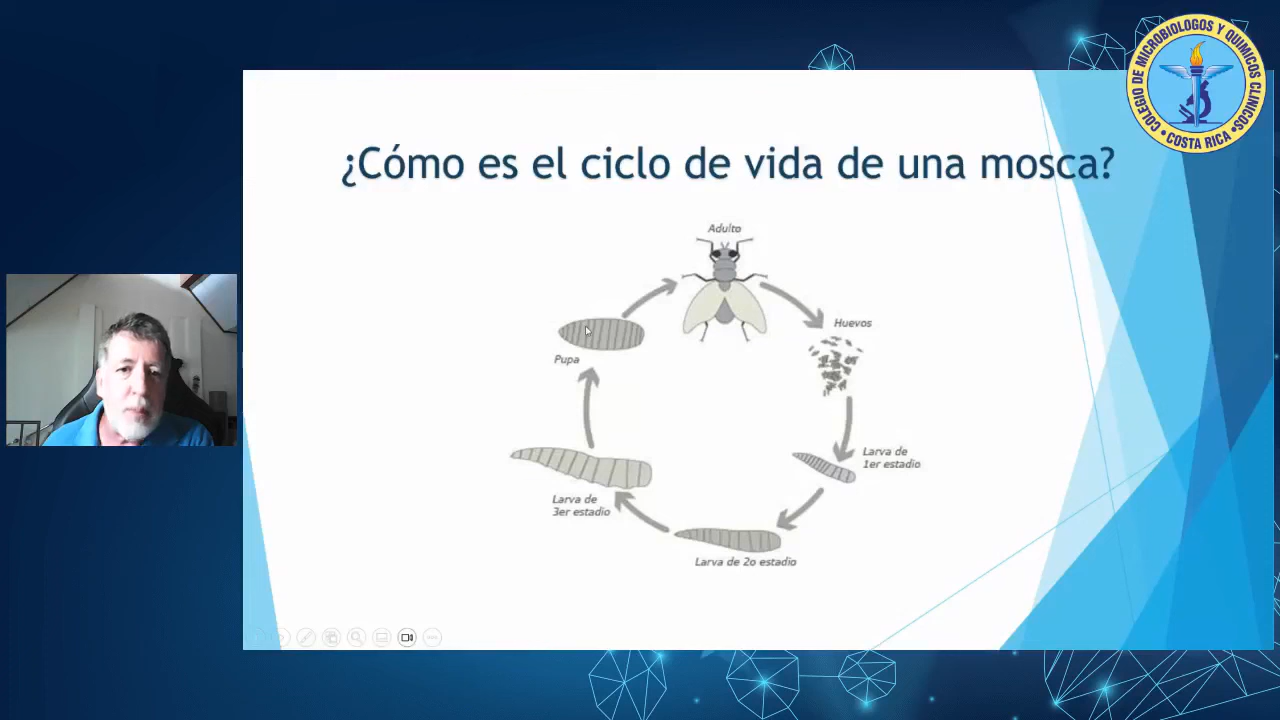 COLEGIO DE MICROBIOLOGOS Y QUIMICOS CLINICOS
• COSTA RICA •
¿Cómo es el ciclo de vida de una mosca?
Adulto
Huevos
Pupa
Larva de
1er estadio
Larva de
3er estadio
Larva de 2o estadio